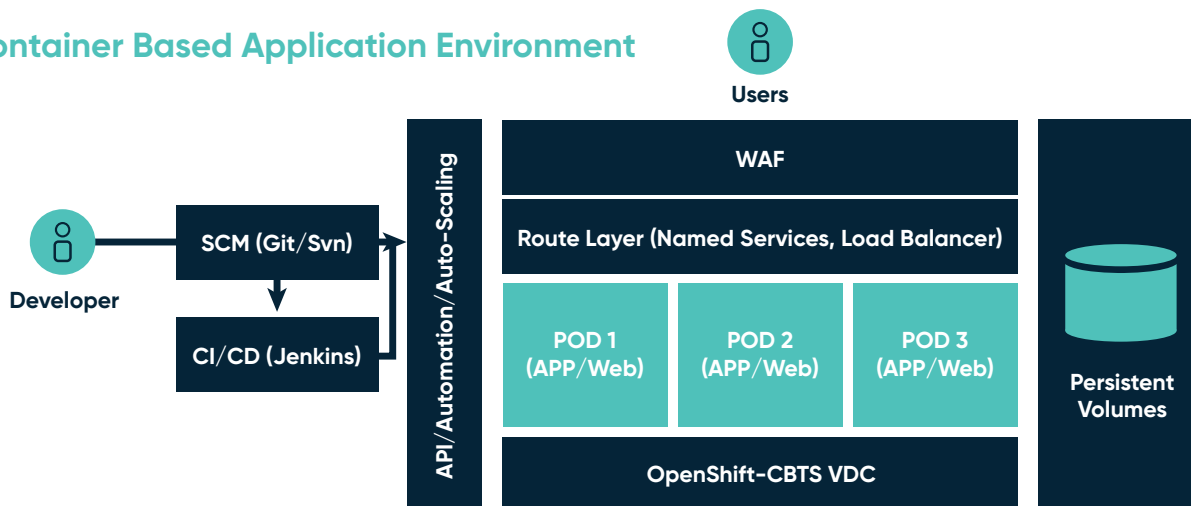 ontainer Based Application Environment
Users
WAF
Route Layer (Named Services, Load Balancer)
API/Automation/Auto-Scaling
SCM (Git/Svn)
Developer
CI/CD (Jenkins)
POD 1
(APP/Web)
POD 2
(APP/Web)
POD 3
(APP/Web)
Persistent
Volumes
OpenShift-CBTS VDC